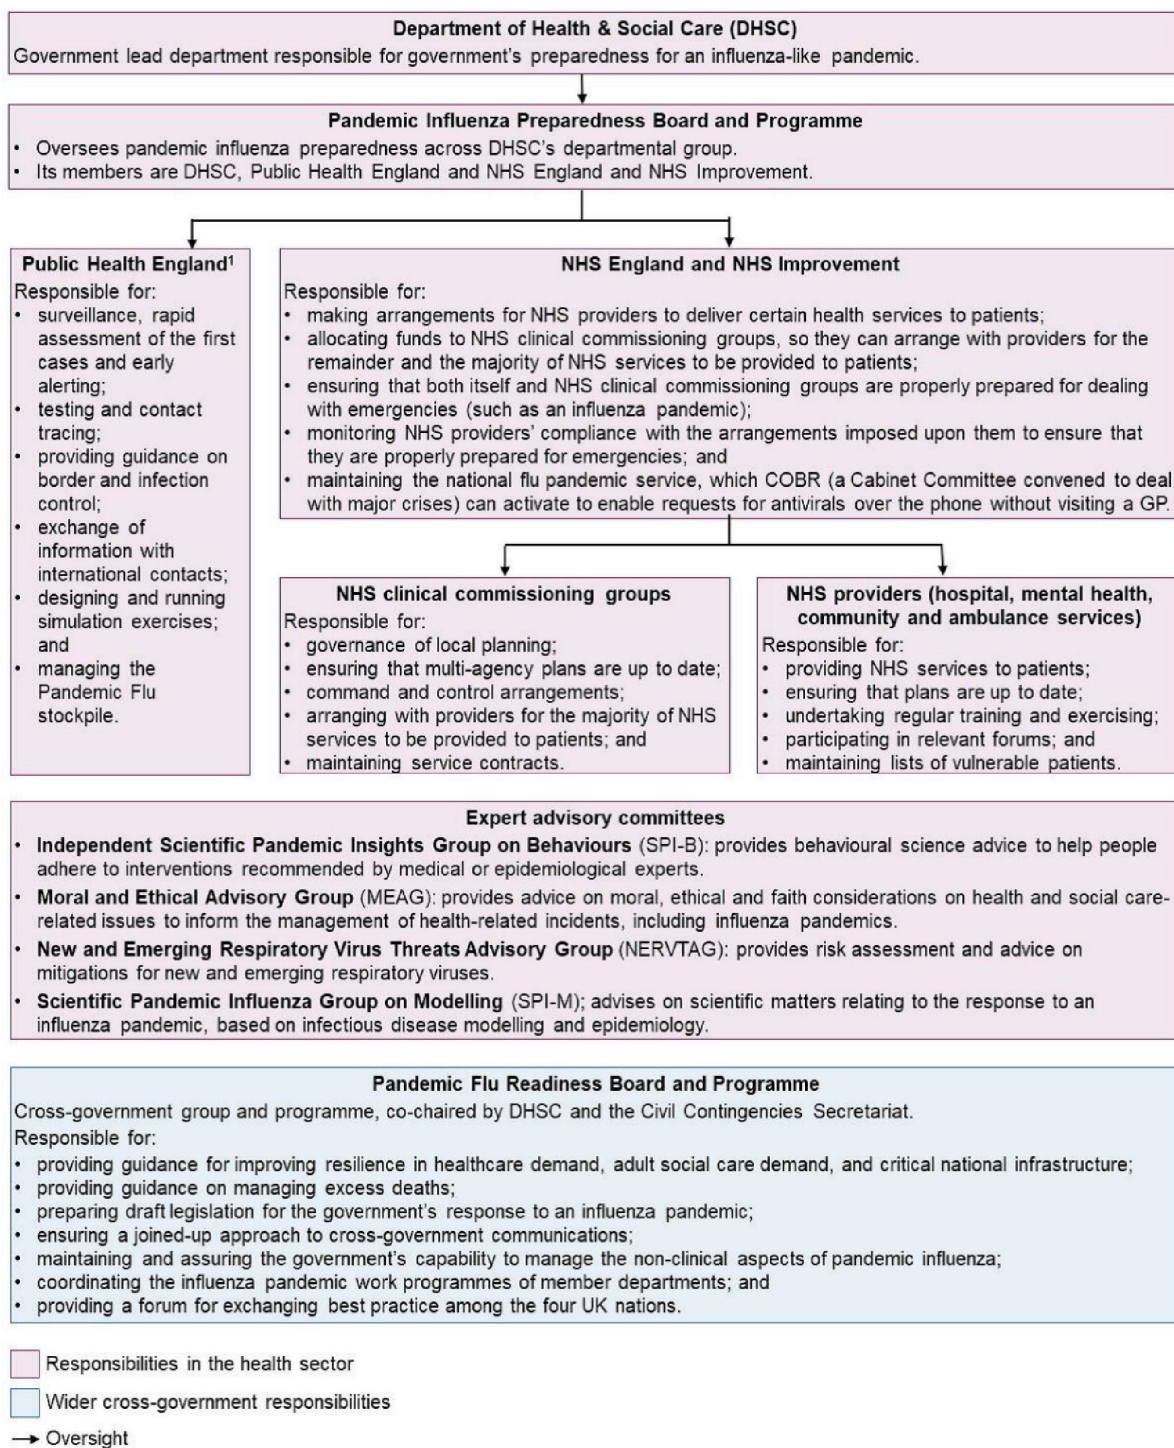 Department of Health & Social Care (DHSC)
Government lead department responsible for government's preparedness for an influenza-like pandemic.
Pandemic Influenza Preparedness Board and Programme
• Oversees pandemic influenza preparedness across DHSC's departmental group.
• Its members are DHSC, Public Health England and NHS England and NHS Improvement.
Public Health England¹
Responsible for:
• surveillance, rapid
assessment of the first
cases and early
alerting;
• testing and contact
tracing;
• providing guidance on
border and infection
control;
• exchange of
information with
international contacts;
• designing and running
simulation exercises;
and
• managing the
Pandemic Flu
stockpile.
NHS England and NHS Improvement
Responsible for:
• making arrangements for NHS providers to deliver certain health services to patients;
• allocating funds to NHS clinical commissioning groups, so they can arrange with providers for the
remainder and the majority of NHS services to be provided to patients;
• ensuring that both itself and NHS clinical commissioning groups are properly prepared for dealing
with emergencies (such as an influenza pandemic);
• monitoring NHS providers' compliance with the arrangements imposed upon them to ensure that
they are properly prepared for emergencies; and
• maintaining the national flu pandemic service, which COBR (a Cabinet Committee convened to deal
with major crises) can activate to enable requests for antivirals over the phone without visiting a GP.
NHS clinical commissioning groups
Responsible for:
• governance of local planning;
• ensuring that multi-agency plans are up to date;
• command and control arrangements;
• arranging with providers for the majority of NHS
services to be provided to patients; and
• maintaining service contracts.
NHS providers (hospital, mental health,
community and ambulance services)
Responsible for:
• providing NHS services to patients;
• ensuring that plans are up to date;
• undertaking regular training and exercising;
• participating in relevant forums; and
• maintaining lists of vulnerable patients.
Expert advisory committees
• Independent Scientific Pandemic Insights Group on Behaviours (SPI-B): provides behavioural science advice to help people
adhere to interventions recommended by medical or epidemiological experts.
• Moral and Ethical Advisory Group (MEAG): provides advice on moral, ethical and faith considerations on health and social care-
related issues to inform the management of health-related incidents, including influenza pandemics.
• New and Emerging Respiratory Virus Threats Advisory Group (NERVTAG): provides risk assessment and advice on
mitigations for new and emerging respiratory viruses.
• Scientific Pandemic Influenza Group on Modelling (SPI-M); advises on scientific matters relating to the response to an
influenza pandemic, based on infectious disease modelling and epidemiology.
Pandemic Flu Readiness Board and Programme
Cross-government group and programme, co-chaired by DHSC and the Civil Contingencies Secretariat.
Responsible for:
• providing guidance for improving resilience in healthcare demand, adult social care demand, and critical national infrastructure;
• providing guidance on managing excess deaths;
• preparing draft legislation for the government's response to an influenza pandemic;
• ensuring a joined-up approach to cross-government communications;
• maintaining and assuring the government's capability to manage the non-clinical aspects of pandemic influenza;
• coordinating the influenza pandemic work programmes of member departments; and
• providing a forum for exchanging best practice among the four UK nations.
Responsibilities in the health sector
Wider cross-government responsibilities
Oversight